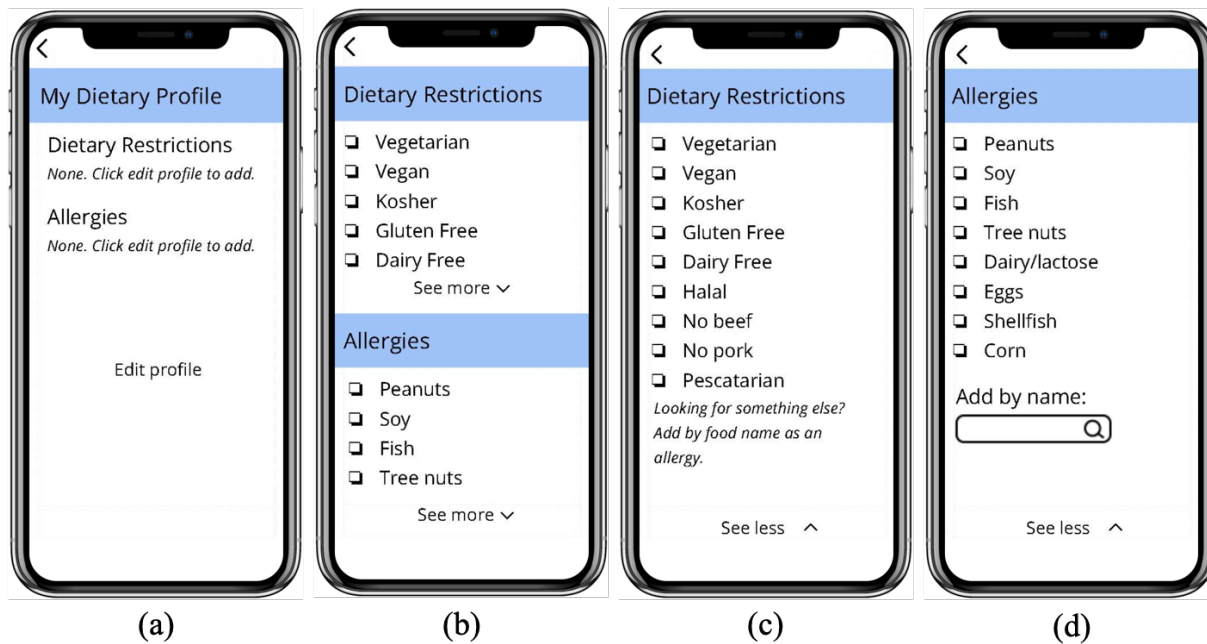 My Dietary Profile
Dietary Restrictions
None. Click edit profile to add.
Allergies
None. Click edit profile to add.
Edit profile
(a)
Dietary Restrictions
Vegetarian
Vegan
Kosher
Gluten Free
Dairy Free
See more
Allergies
Peanuts
Soy
Fish
Tree nuts
See more
(b)
Dietary Restrictions
Vegetarian
Vegan
Kosher
Gluten Free
Dairy Free
Halal
No beef
No pork
Pescatarian
Looking for something else?
Add by food name as an
allergy.
See less
(c)
Allergies
Peanuts
Soy
Fish
Tree nuts
Dairy/lactose
Eggs
Shellfish
Corn
Add by name:
See less
(d)